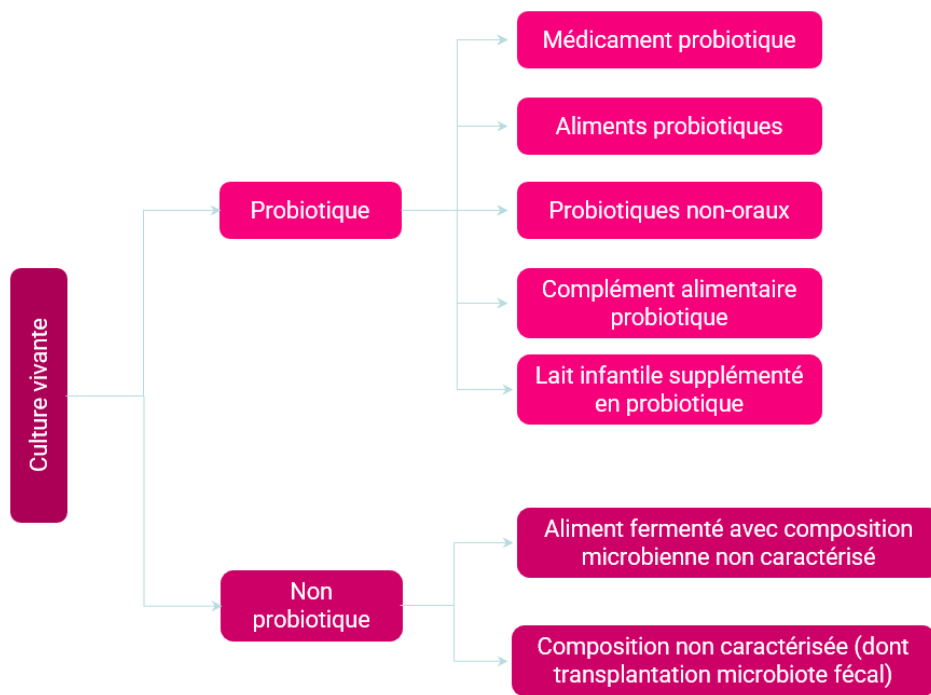 Culture vivante
Probiotique
Médicament probiotique
Aliments probiotiques
Probiotiques non-oraux
Complément alimentaire
probiotique
Lait infantile supplémenté
en probiotique
Non
probiotique
Aliment fermenté avec composition
microbienne non caractérisé
Composition non caractérisée (dont
transplantation microbiote fécal)